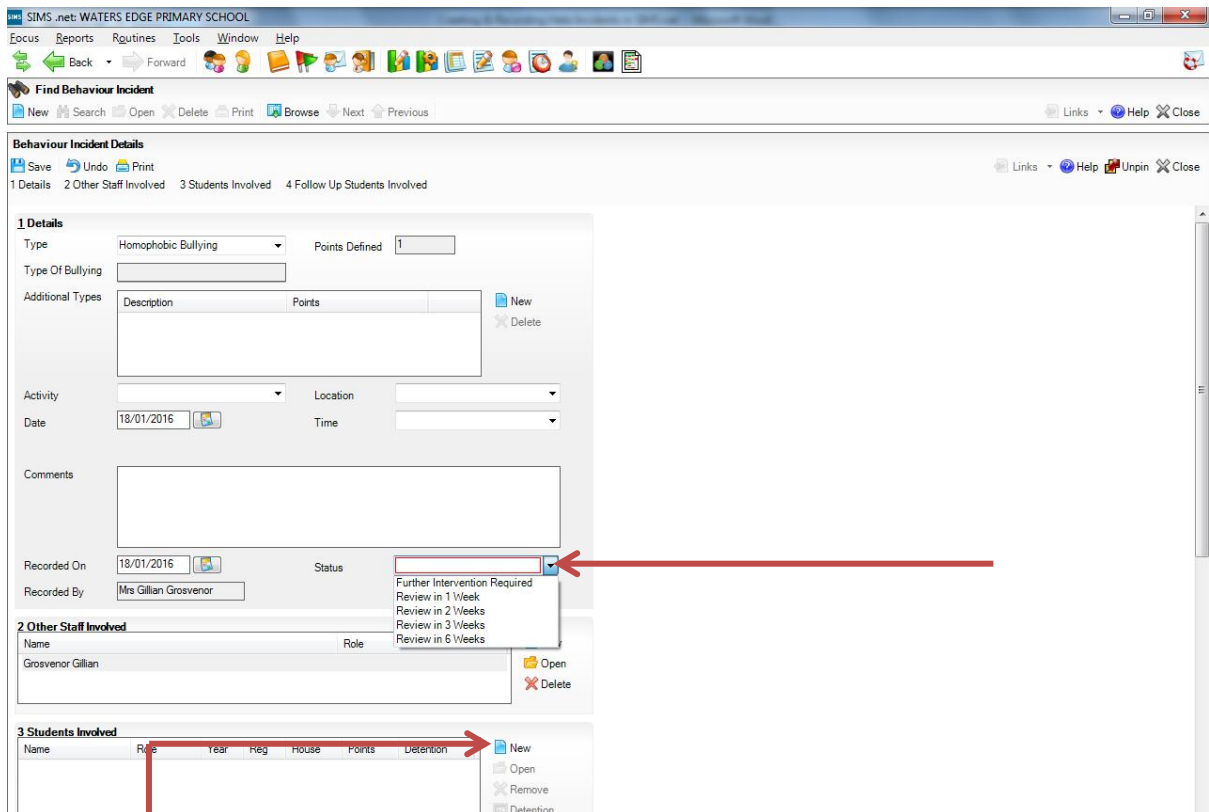 SIMS SIMS .net: WATERS EDGE PRIMARY SCHOOL
Focus Reports Routines Tools Window Help
Back Forward
Find Behaviour Incident
New Search Open Delete Print Browse Next Previous Links Help Close
Behaviour Incident Details
Save Undo Print Links Help Unpin Close
1 Details 2 Other Staff Involved 3 Students Involved 4 Follow Up Students Involved
1 Details
Type Homophobic Bullying Points Defined 1
Type Of Bullying
Additional Types Description Points New
Delete
Activity Location
Date 18/01/2016 Time
Comments
Recorded On 18/01/2016 Status
Further Intervention Required
Recorded By Mrs Gillian Grosvenor
Review in 1 Week
Review in 2 Weeks
Review in 3 Weeks
Review in 6 Weeks
2 Other Staff Involved
Name Role
Grosvenor Gillian Open
Delete
3 Students Involved
Name Role Year Reg House Points Detention New
Open
Remove
Detention